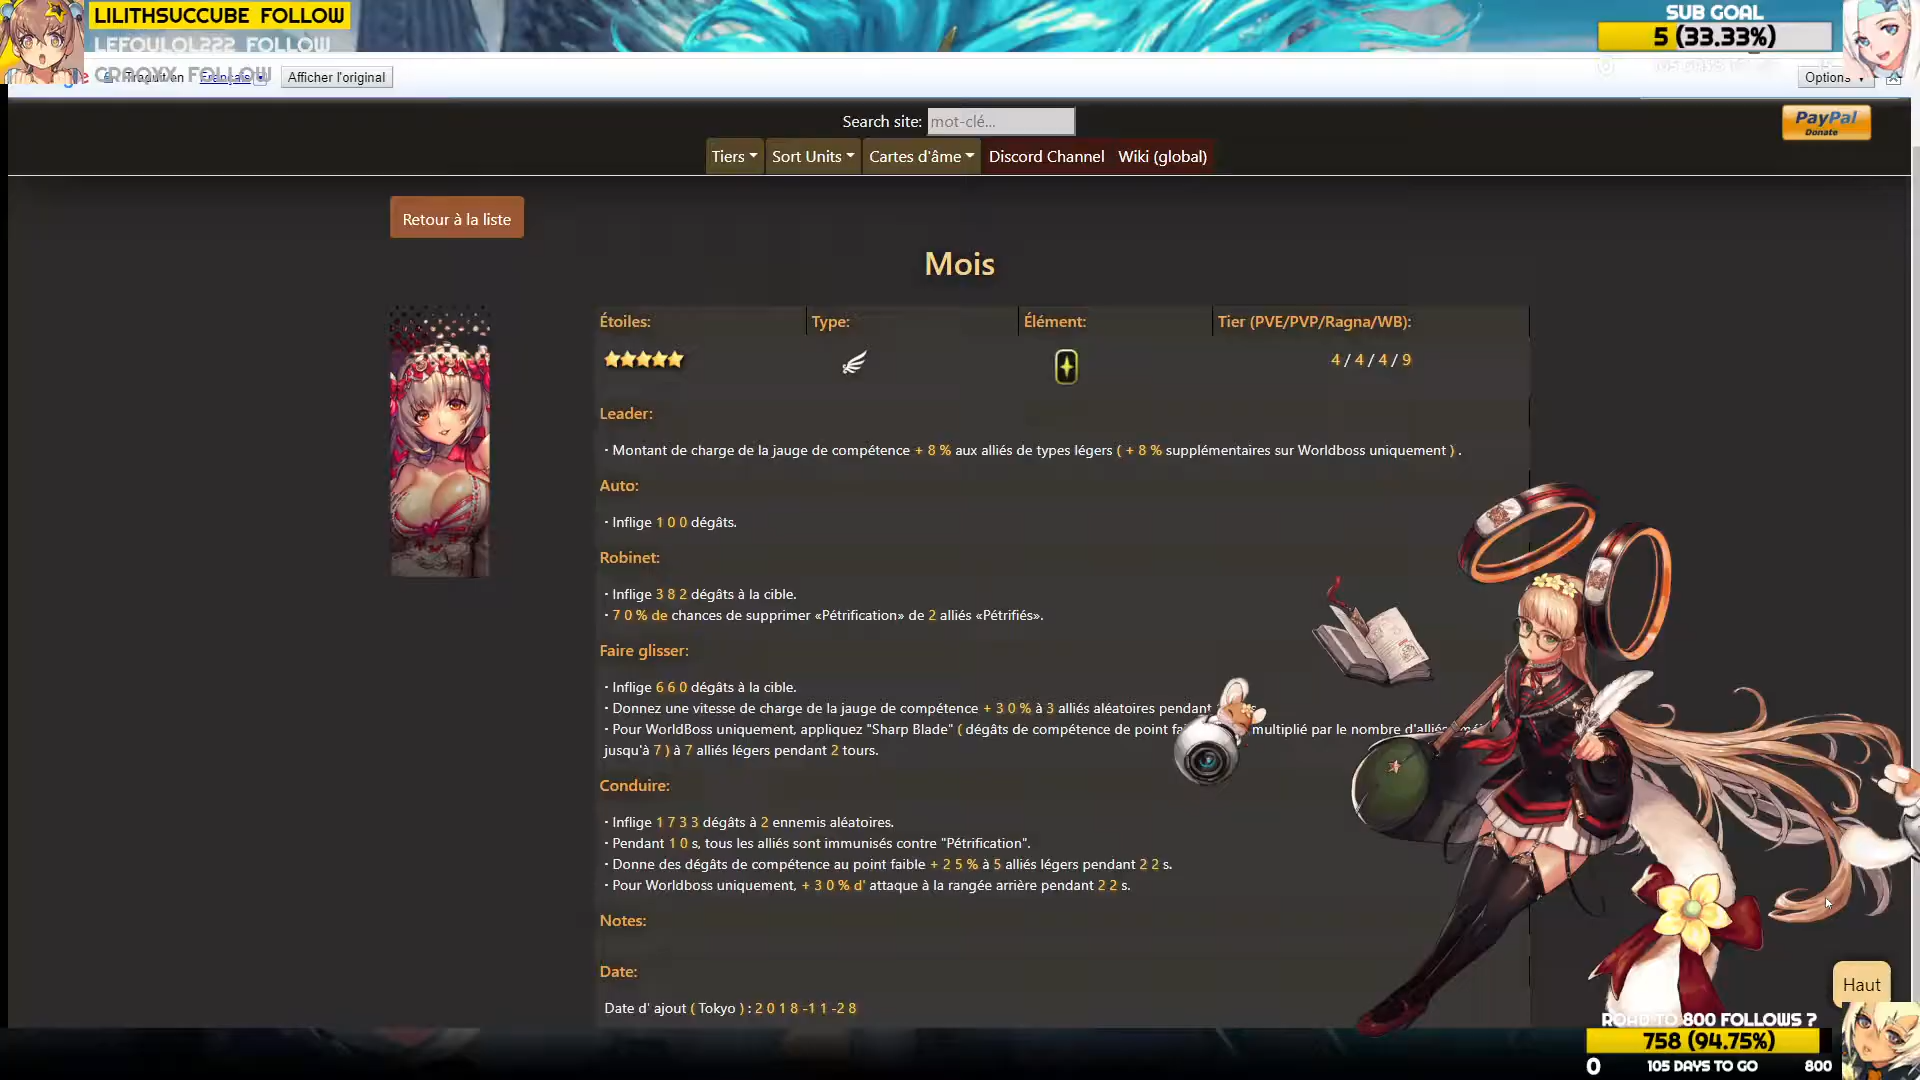 LILITHSUCCUBE FOLLOW
LEFOULOL222 FOLLOW
CRAOXX FOLLOW
Traduit en
Français
Afficher l'original
SUB GOAL
5 (33.33%)
Options
Search site: mot-clé...
PayPal
Donate
Tiers
Sort Units
Cartes d'âme
Discord Channel
Wiki (global)
Retour à la liste
Mois
Étoiles:
Type:
Élément:
Tier (PVE/PVP/Ragna/WB):
4 / 4 / 4 / 9
Leader:
· Montant de charge de la jauge de compétence + 8 % aux alliés de types légers ( + 8 % supplémentaires sur Worldboss uniquement ) .
Auto:
· Inflige 1 0 0 dégâts.
Robinet:
· Inflige 3 8 2 dégâts à la cible.
· 7 0 % de chances de supprimer «Pétrification» de 2 alliés «Pétrifiés».
Faire glisser:
· Inflige 6 6 0 dégâts à la cible.
· Donnez une vitesse de charge de la jauge de compétence + 3 0 % à 3 alliés aléatoires pendant
· Pour WorldBoss uniquement, appliquez "Sharp Blade" ( dégâts de compétence de point multiplié par le nombre d'alliés
jusqu'à 7 ) à 7 alliés légers pendant 2 tours.
Conduire:
· Inflige 1 7 3 3 dégâts à 2 ennemis aléatoires.
· Pendant 1 0 s, tous les alliés sont immunisés contre "Pétrification".
· Donne des dégâts de compétence au point faible + 2 5 % à 5 alliés légers pendant 2 2 s.
· Pour Worldboss uniquement, + 3 0 % d' attaque à la rangée arrière pendant 2 2 s.
Notes:
Date:
Date d' ajout ( Tokyo ) : 2 0 1 8 -1 1 -2 8
Haut
ROAD TO 800 FOLLOWS ?
758 (94.75%)
0 105 DAYS TO GO 800